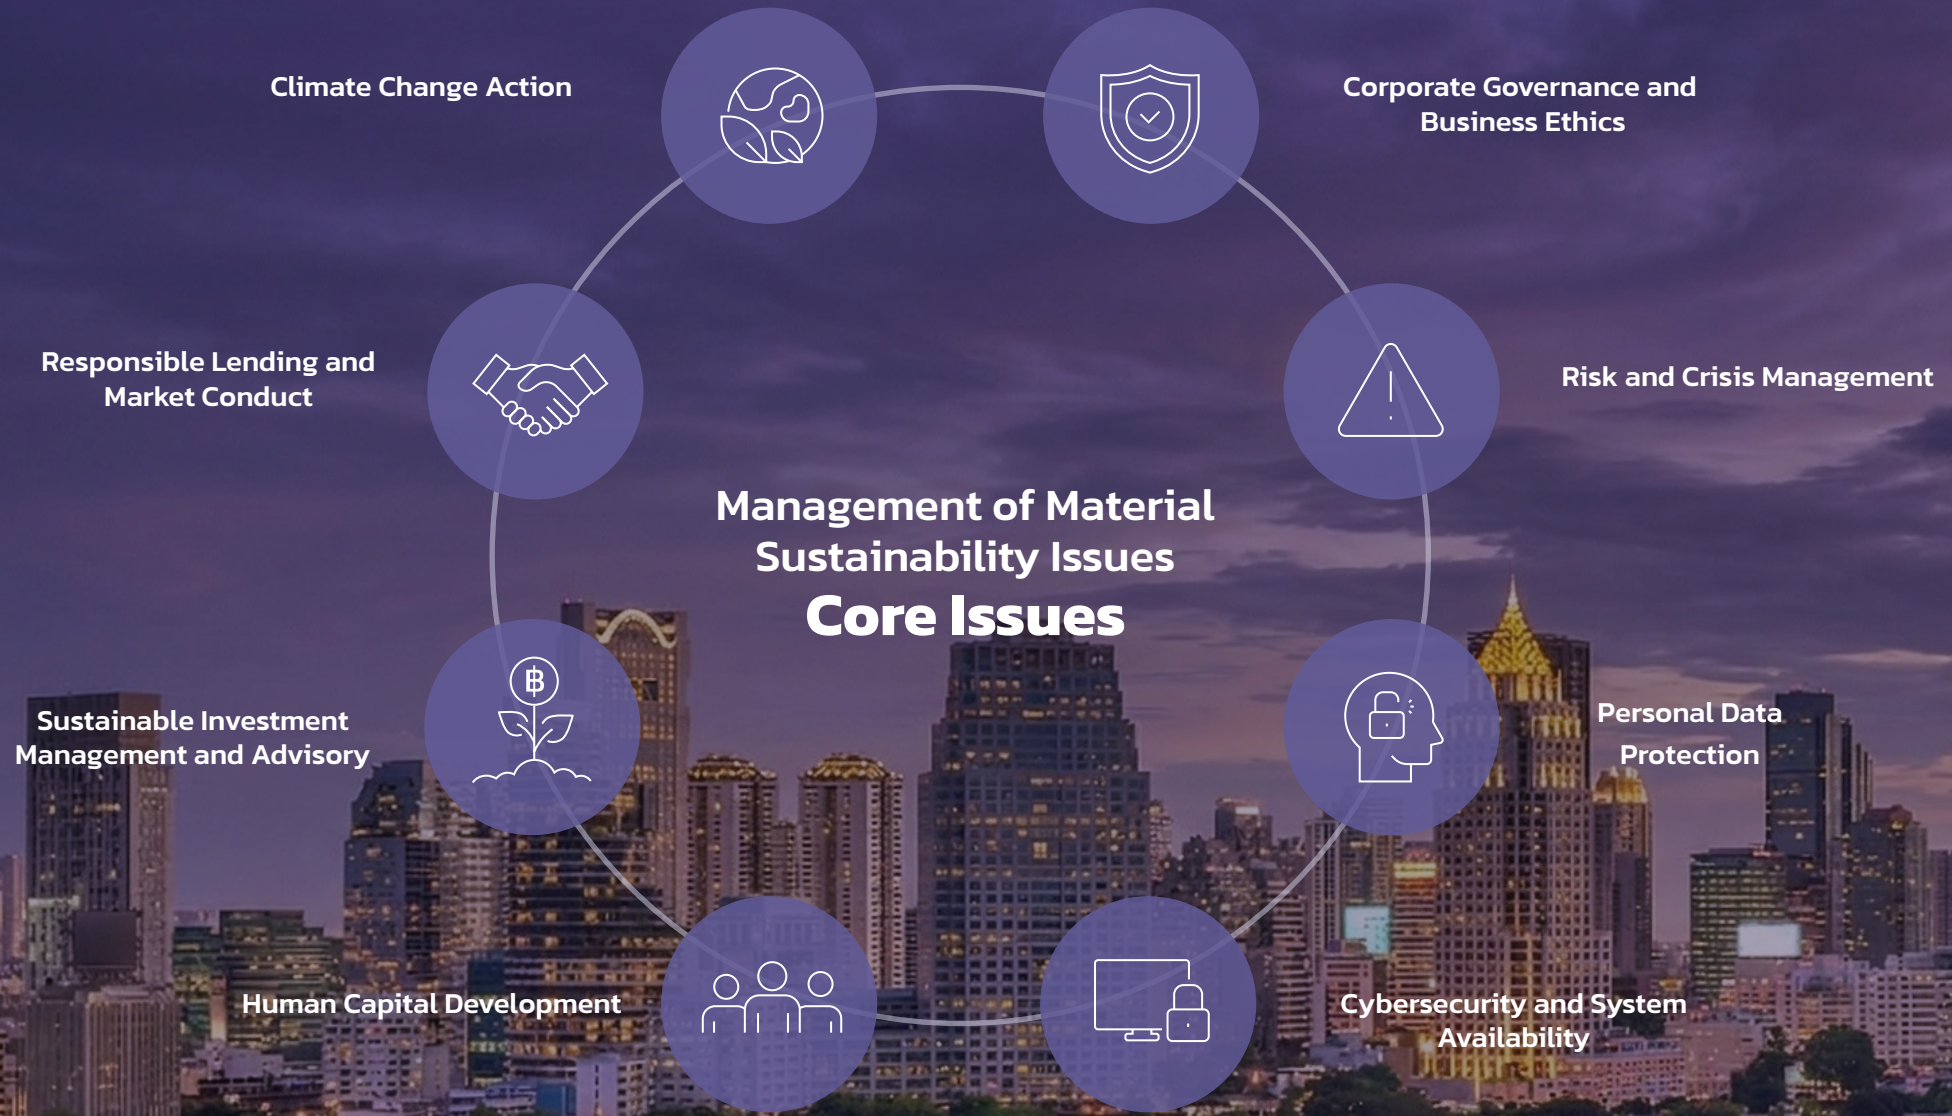 Climate Change Action
Corporate Governance and
Business Ethics
Responsible Lending and
Market Conduct
Risk and Crisis Management
Management of Material
Sustainability Issues
Core Issues
Sustainable Investment
Management and Advisory
฿
Personal Data
Protection
Human Capital Development
Cybersecurity and System
Availability